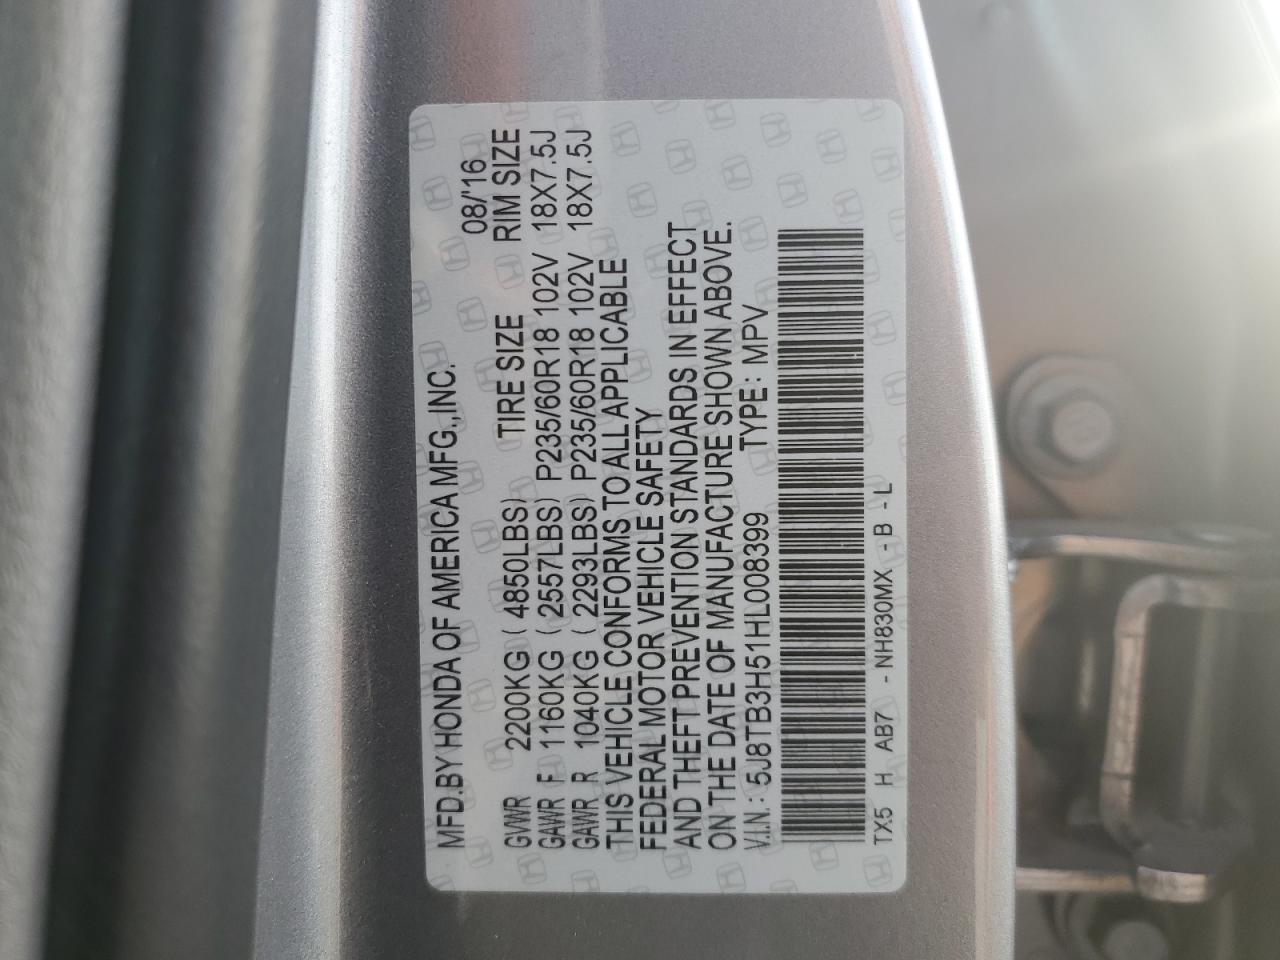 MFD.BY HONDA OF AMERICA MFG.,INC. 08/'16
GVWR 2200KG ( 4850LBS) TIRE SIZE RIM SIZE
GAWR F 1160KG ( 2557LBS) P235/60R18 102V 18X7.5J
GAWR R 1040KG ( 2293LBS) P235/60R18 102V 18X7.5J
THIS VEHICLE CONFORMS TO ALL APPLICABLE
FEDERAL MOTOR VEHICLE SAFETY
AND THEFT PREVENTION STANDARDS IN EFFECT
ON THE DATE OF MANUFACTURE SHOWN ABOVE.
V.I.N.: 5J8TB3H51HL008399 TYPE: MPV
TX5 H AB7 - NH830MX - B - L